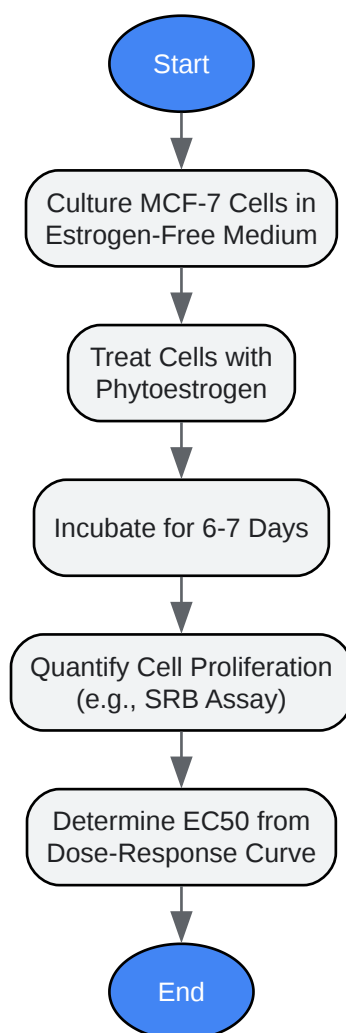 Start
Culture MCF-7 Cells in
Estrogen-Free Medium
Treat Cells with
Phytoestrogen
Incubate for 6-7 Days
Quantify Cell Proliferation
(e.g., SRB Assay)
Determine EC50 from
Dose-Response Curve
End